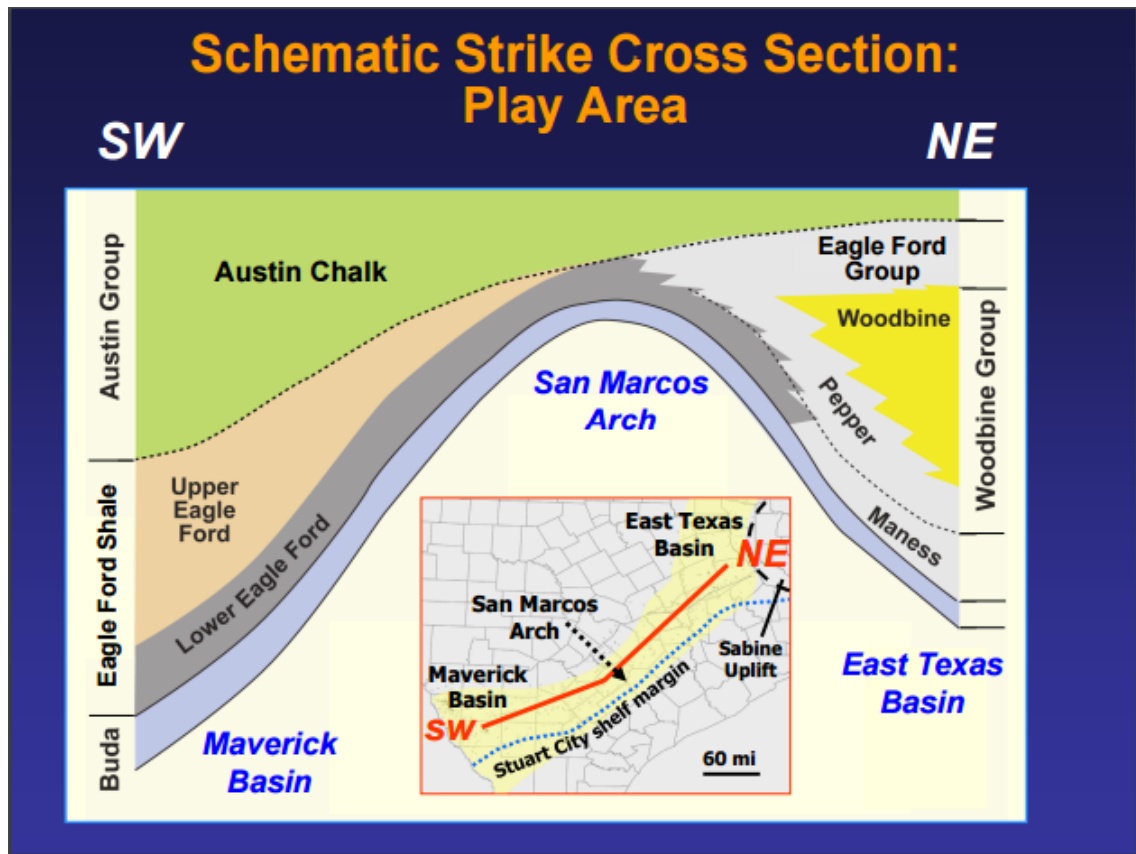 Schematic Strike Cross Section:
Play Area
SW
NE
Austin Group
Eagle Ford Shale
Buda
Austin Chalk
Upper
Eagle
Ford
Lower Eagle Ford
Maverick
Basin
San Marcos
Arch
Eagle Ford
Group
Woodbine
Pepper
Maness
Woodbine Group
East Texas
Basin
East Texas
Basin
NE
San Marcos
Arch
Sabine
Uplift
Maverick
Basin
SW
Stuart City shelf margin
60 mi